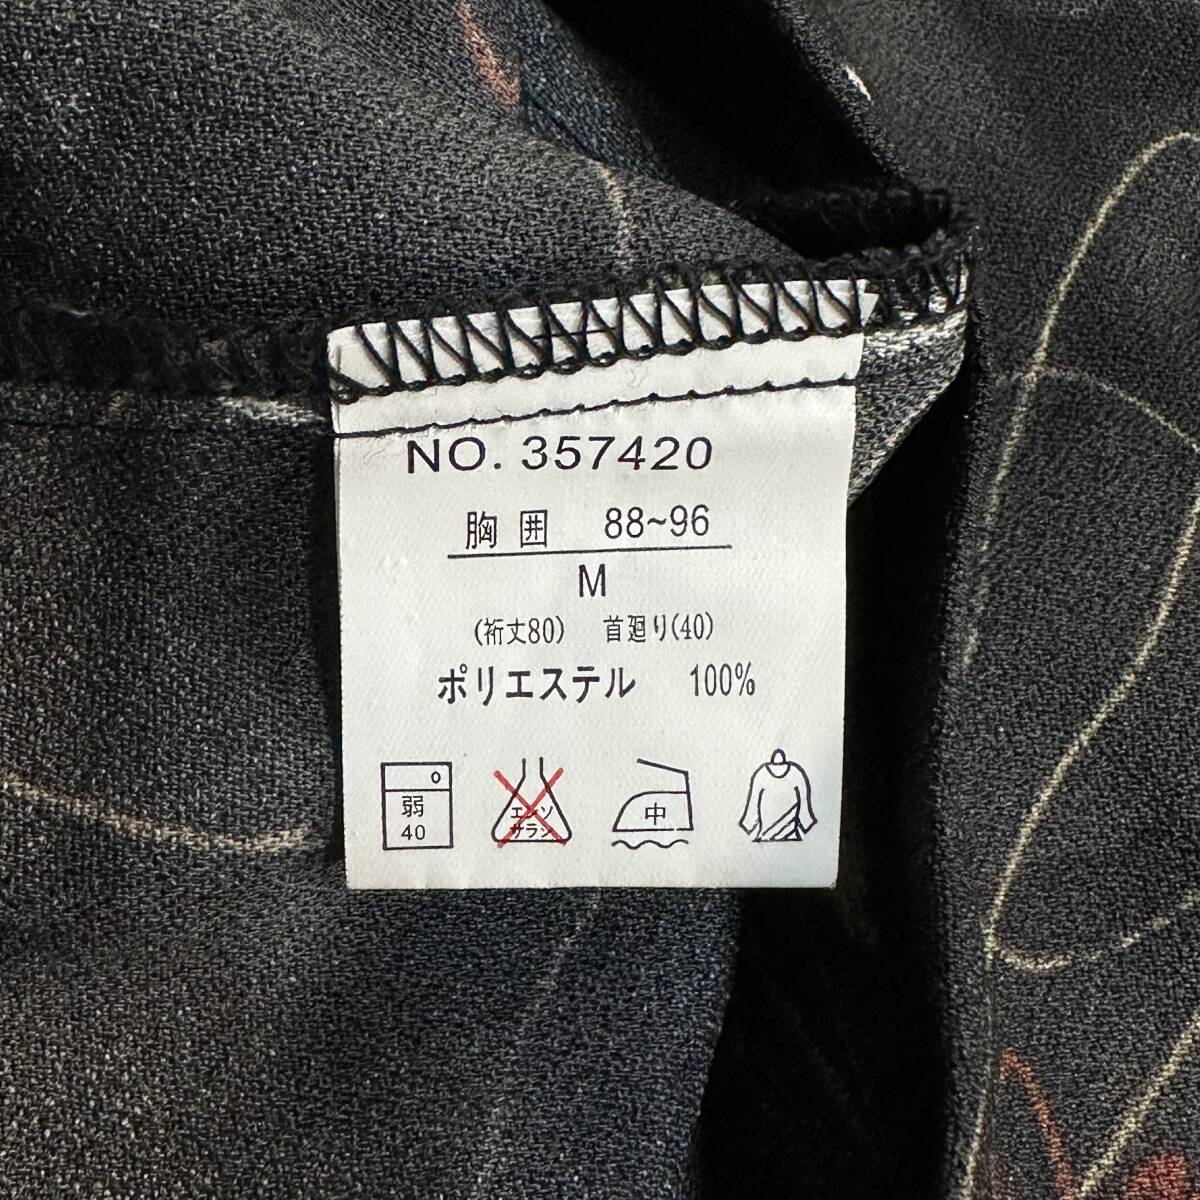 NO. 357420
胸囲 88~96
M
(裄丈80) 首廻り(40)
ポリエステル 100%
弱
40
エンソ
サラシ
中